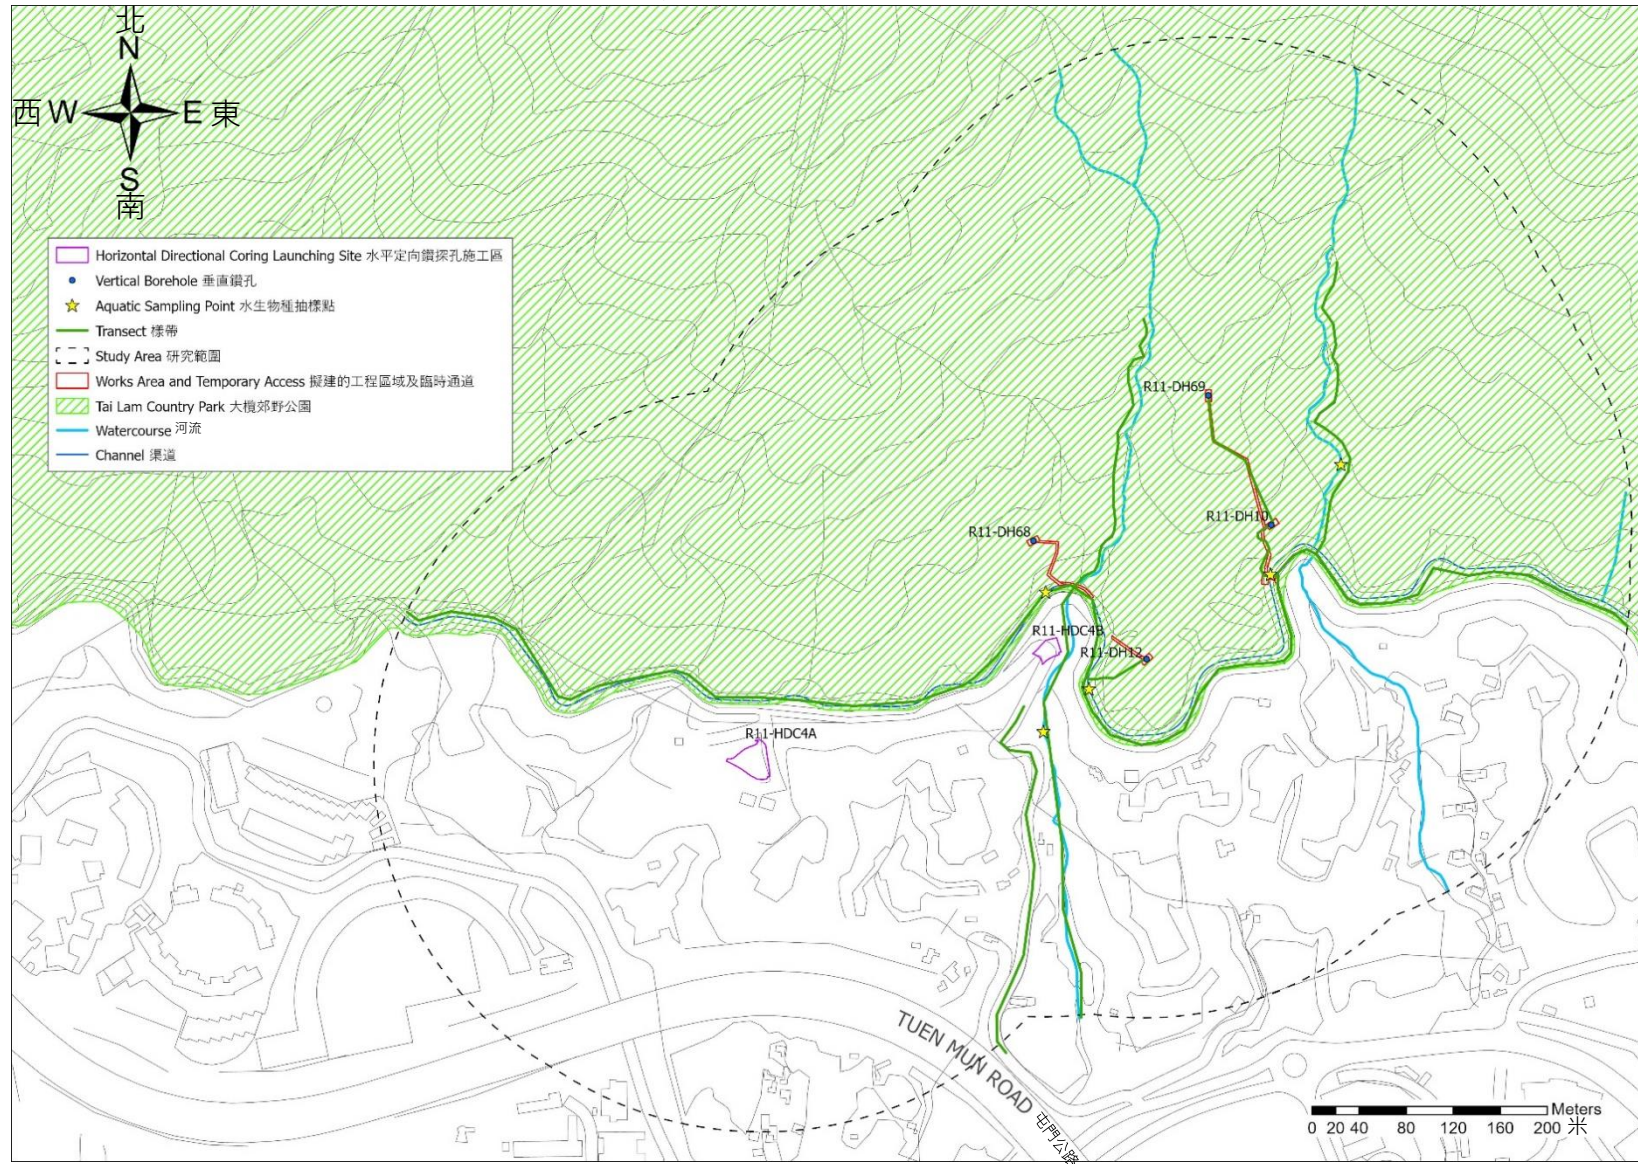 北
N
西 W E 東
S
南
Horizontal Directional Coring Launching Site 水平定向鑽探孔施工區
Vertical Borehole 垂直鑽孔
Aquatic Sampling Point 水生物種抽樣點
Transect 樣帶
Study Area 研究範圍
Works Area and Temporary Access 擬建的工程區域及臨時通道
Tai Lam Country Park 大欖郊野公園
Watercourse 河流
Channel 渠道
R11-DH69
R11-DH10
R11-DH68
R11-HDC4B
R11-DH12
R11-HDC4A
TUEN MUN ROAD 屯門公路
Meters
0 20 40 80 120 160 200 米